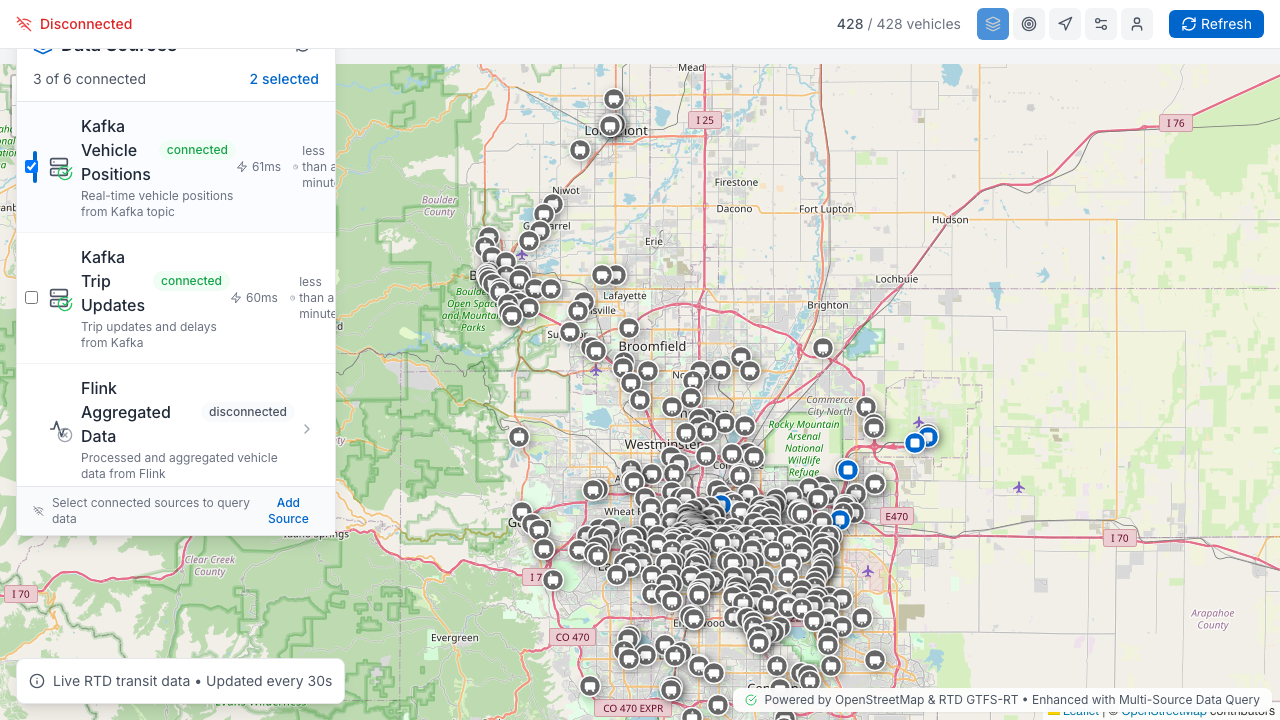 Disconnected
428 / 428 vehicles
Refresh
Data Sources
3 of 6 connected
2 selected
Kafka
Vehicle
Positions
connected
61ms
less
than a
minute
Real-time vehicle positions
from Kafka topic
Kafka
Trip
Updates
connected
60ms
less
than a
minute
Trip updates and delays
from Kafka
Flink
Aggregated
Data
disconnected
Processed and aggregated vehicle
data from Flink
Select connected sources to query
data
Add
Source
Live RTD transit data • Updated every 30s
Mead
I 25
I 76
Niwot
Firestone
Boulder
County
Dacono
Fort Lupton
Hudson
Erie
Lochbuie
Lafayette
Brighton
Boulder
Open Space
and Mountain
Parks
Broomfield
Commerce
City-North
Rocky Mountain
Arsenal
National
Wildlife
Refuge
Westminster
E470
I 70
Clear Creek
County
I 70
I 7
Arapahoe
County
Evergreen
CO 470
CO 470 EXPR
Powered by OpenStreetMap & RTD GTFS-RT • Enhanced with Multi-Source Data Query
Leaflet | © OpenStreetMap contributors